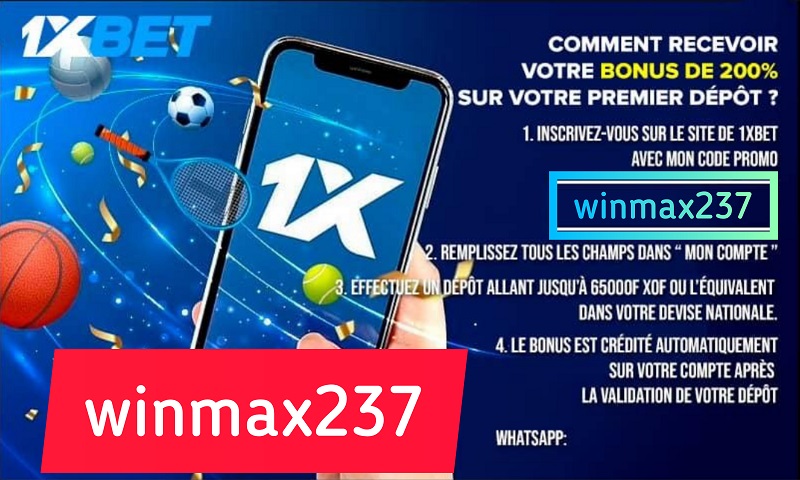 1XBET
COMMENT RECEVOIR
VOTRE BONUS DE 200%
SUR VOTRE PREMIER DÉPÔT ?
1. INSCRIVEZ-VOUS SUR LE SITE DE 1XBET
AVEC MON CODE PROMO
winmax237
2. REMPLISSEZ TOUS LES CHAMPS DANS “ MON COMPTE ”
3. EFFECTUEZ UN DÉPÔT ALLANT JUSQU'À 65000F XOF OU L'ÉQUIVALENT
DANS VOTRE DEVISE NATIONALE.
4. LE BONUS EST CRÉDITÉ AUTOMATIQUEMENT
SUR VOTRE COMPTE APRÈS
LA VALIDATION DE VOTRE DÉPÔT
WHATSAPP:
1X
winmax237